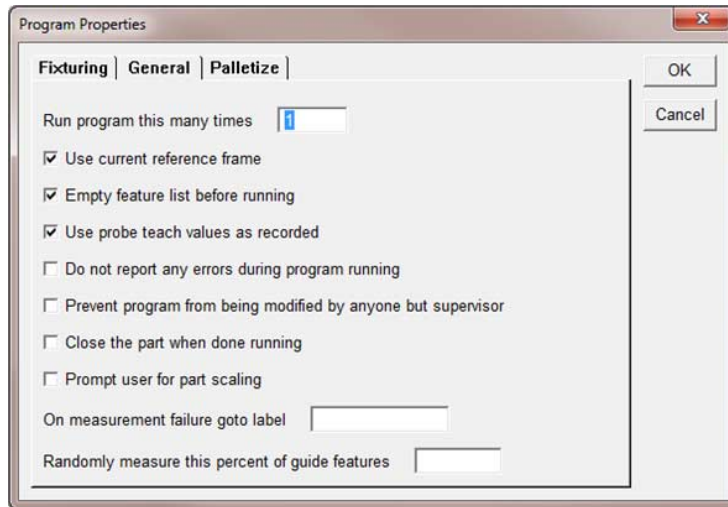 Program Properties
Fixturing General Palletize
OK
Cancel
Run program this many times 1
Use current reference frame
Empty feature list before running
Use probe teach values as recorded
Do not report any errors during program running
Prevent program from being modified by anyone but supervisor
Close the part when done running
Prompt user for part scaling
On measurement failure goto label
Randomly measure this percent of guide features